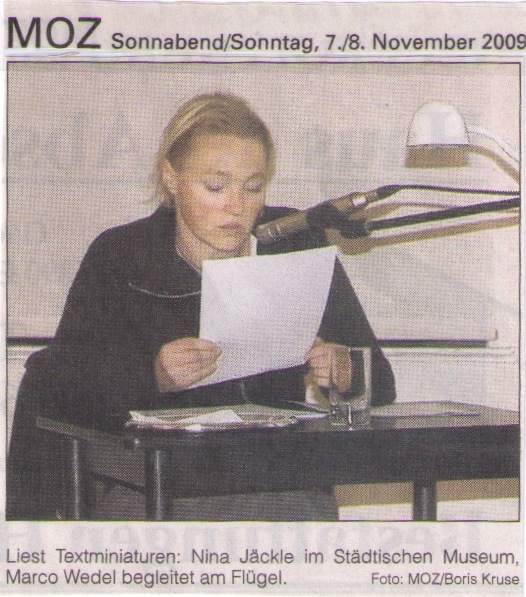 MOZ Sonnabend/Sonntag, 7./8. November 2009
Liest Textminiaturen: Nina Jäckle im Städtischen Museum,
Marco Wedel begleitet am Flügel. Foto: MOZ/Boris Kruse